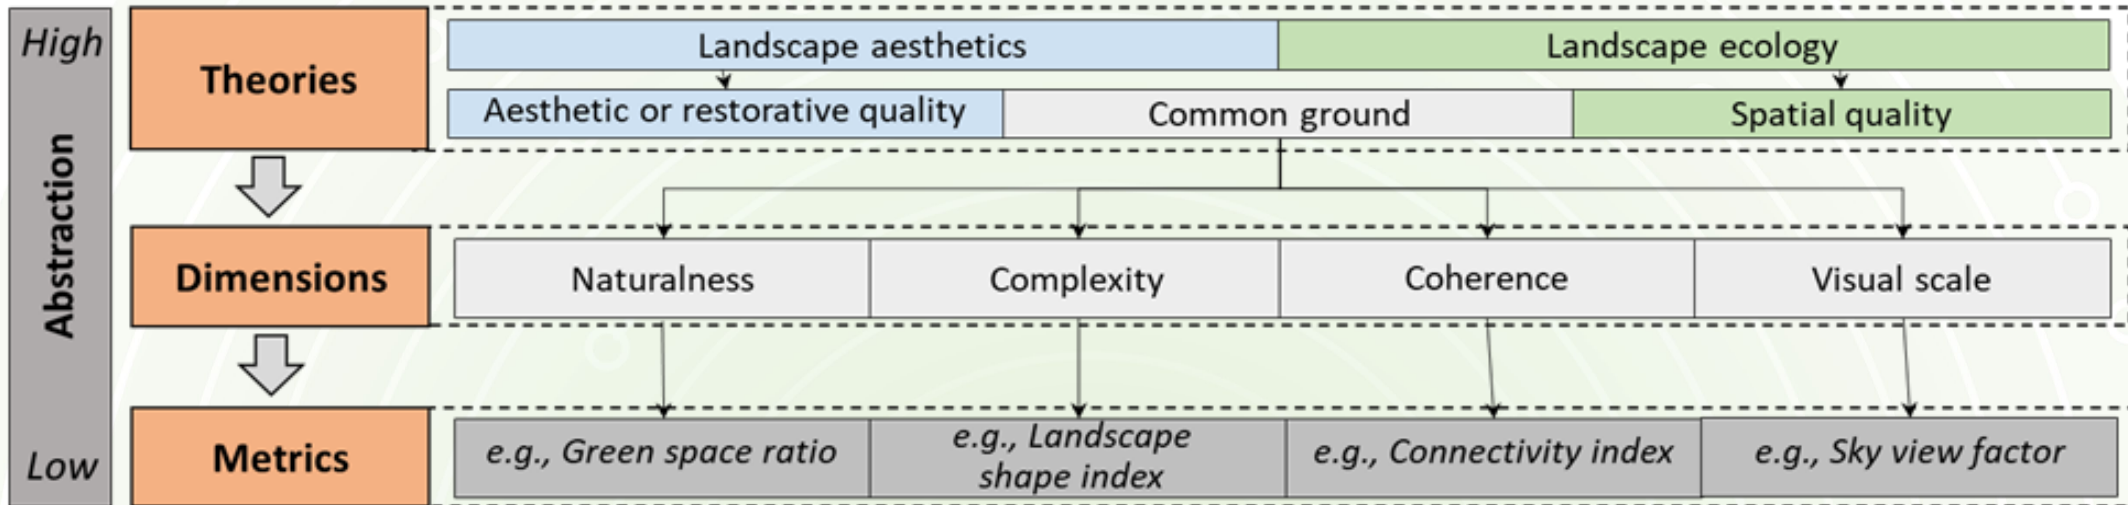 High
Abstraction
Low
Theories
Landscape aesthetics
Landscape ecology
Aesthetic or restorative quality
Common ground
Spatial quality
Dimensions
Naturalness
Complexity
Coherence
Visual scale
Metrics
e.g., Green space ratio
e.g., Landscape
shape index
e.g., Connectivity index
e.g., Sky view factor